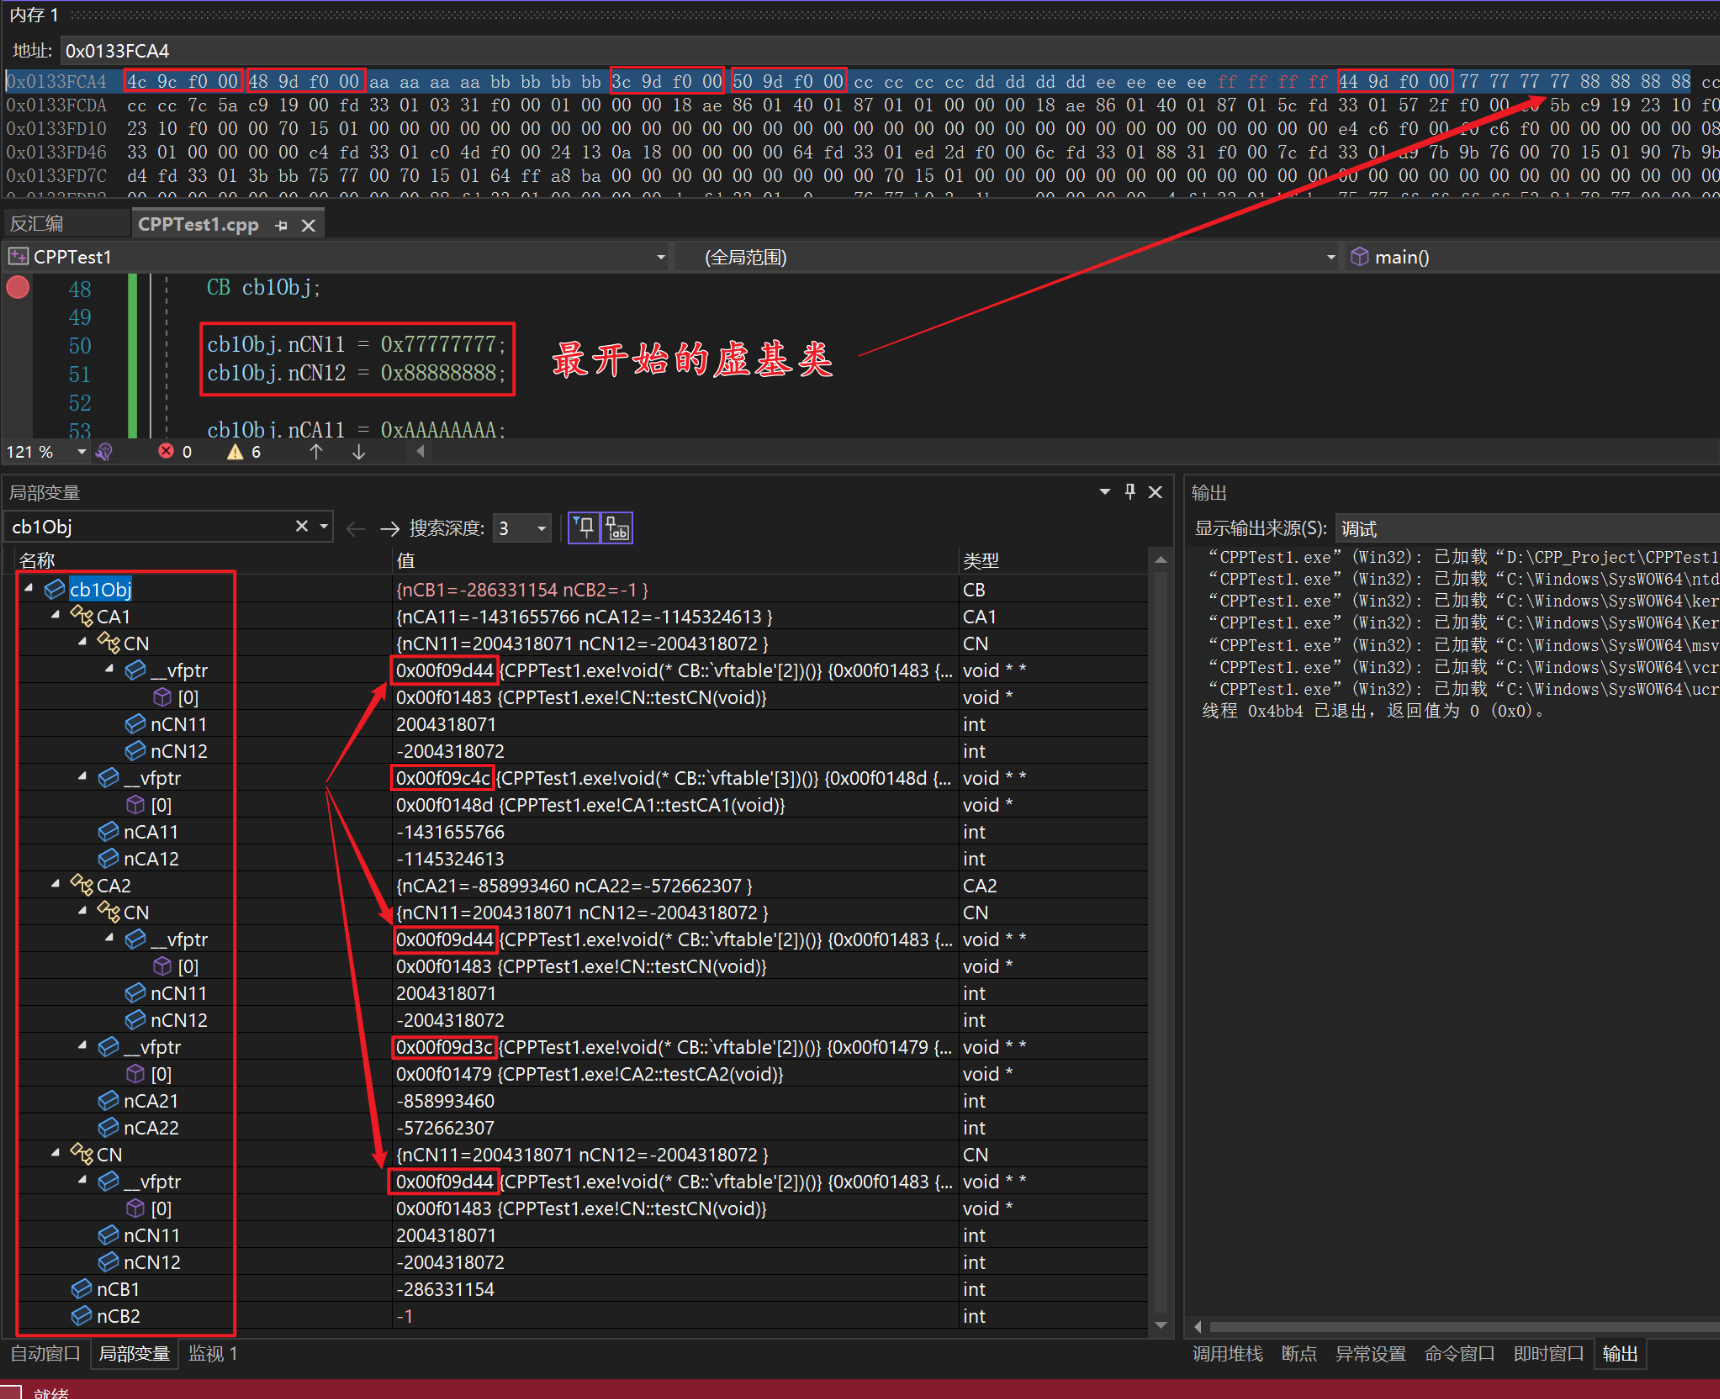 内存 1
地址: 0x0133FCA4
0x0133FCA4 4c 9c f0 00 48 9d f0 00 aa aa aa aa bb bb bb bb 3c 9d f0 00 50 9d f0 00 cc cc cc cc dd dd dd dd ee ee ee ee ff ff ff ff 44 9d f0 00 77 77 77 77 88 88 88 88 cc
0x0133FCDA cc cc 7c 5a c9 19 00 fd 33 01 03 31 f0 00 01 00 00 00 18 ae 86 01 40 01 87 01 01 00 00 00 18 ae 86 01 40 01 87 01 5c fd 33 01 57 2f f0 00 5b c9 19 23 10 f0
0x0133FD10 23 10 f0 00 00 70 15 01 00 00 00 00 00 00 00 00 00 00 00 00 00 00 00 00 00 00 00 00 00 00 00 00 00 00 00 00 00 00 e4 c6 f0 00 f0 c6 f0 00 00 00 00 00 08
0x0133FD46 33 01 00 00 00 00 c4 fd 33 01 c0 4d f0 00 24 13 0a 18 00 00 00 00 64 fd 33 01 ed 2d f0 00 6c fd 33 01 88 31 f0 00 7c fd 33 01 a9 7b 9b 76 00 70 15 01 90 7b 9b
0x0133FD7C d4 fd 33 01 3b bb 75 77 00 70 15 01 64 ff a8 ba 00 00 00 00 00 00 00 00 70 15 01 00 00 00 00 00 00 00 00 00 00 00 00 00 00 00 00 00 00 00 00 00 00 00 00
反汇编 CPPTest1.cpp
CPPTest1 (全局范围) main()
48 CB cb1Obj;
49
50 cb1Obj.nCN11 = 0x77777777;
最开始的虚基类
51 cb1Obj.nCN12 = 0x88888888;
52
53 cb1Obj.nCA11 = 0xAAAAAAAA;
121 % 0 6
局部变量
cb1Obj 搜索深度: 3
名称 值 类型
cb1Obj {nCB1=-286331154 nCB2=-1 } CB
CA1 {nCA11=-1431655766 nCA12=-1145324613 } CA1
CN {nCN11=2004318071 nCN12=-2004318072 } CN
__vfptr 0x00f09d44 {CPPTest1.exe!void(* CB::`vftable'[2])()} {0x00f01483 {... void * *
[0] 0x00f01483 {CPPTest1.exe!CN::testCN(void)} void *
nCN11 2004318071 int
nCN12 -2004318072 int
__vfptr 0x00f09c4c {CPPTest1.exe!void(* CB::`vftable'[3])()} {0x00f0148d {... void * *
[0] 0x00f0148d {CPPTest1.exe!CA1::testCA1(void)} void *
nCA11 -1431655766 int
nCA12 -1145324613 int
CA2 {nCA21=-858993460 nCA22=-572662307 } CA2
CN {nCN11=2004318071 nCN12=-2004318072 } CN
__vfptr 0x00f09d44 {CPPTest1.exe!void(* CB::`vftable'[2])()} {0x00f01483 {... void * *
[0] 0x00f01483 {CPPTest1.exe!CN::testCN(void)} void *
nCN11 2004318071 int
nCN12 -2004318072 int
__vfptr 0x00f09d3c {CPPTest1.exe!void(* CB::`vftable'[2])()} {0x00f01479 {... void * *
[0] 0x00f01479 {CPPTest1.exe!CA2::testCA2(void)} void *
nCA21 -858993460 int
nCA22 -572662307 int
CN {nCN11=2004318071 nCN12=-2004318072 } CN
__vfptr 0x00f09d44 {CPPTest1.exe!void(* CB::`vftable'[2])()} {0x00f01483 {... void * *
[0] 0x00f01483 {CPPTest1.exe!CN::testCN(void)} void *
nCN11 2004318071 int
nCN12 -2004318072 int
nCB1 -286331154 int
nCB2 -1 int
自动窗口 局部变量 监视 1
输出
显示输出来源(S): 调试
“CPPTest1.exe”(Win32): 已加载“D:\CPP_Project\CPPTest1
“CPPTest1.exe”(Win32): 已加载“C:\Windows\SysWOW64\ntd
“CPPTest1.exe”(Win32): 已加载“C:\Windows\SysWOW64\ker
“CPPTest1.exe”(Win32): 已加载“C:\Windows\SysWOW64\Ker
“CPPTest1.exe”(Win32): 已加载“C:\Windows\SysWOW64\msv
“CPPTest1.exe”(Win32): 已加载“C:\Windows\SysWOW64\vcr
“CPPTest1.exe”(Win32): 已加载“C:\Windows\SysWOW64\ucr
线程 0x4bb4 已退出，返回值为 0 (0x0)。
调用堆栈 断点 异常设置 命令窗口 即时窗口 输出
就绪